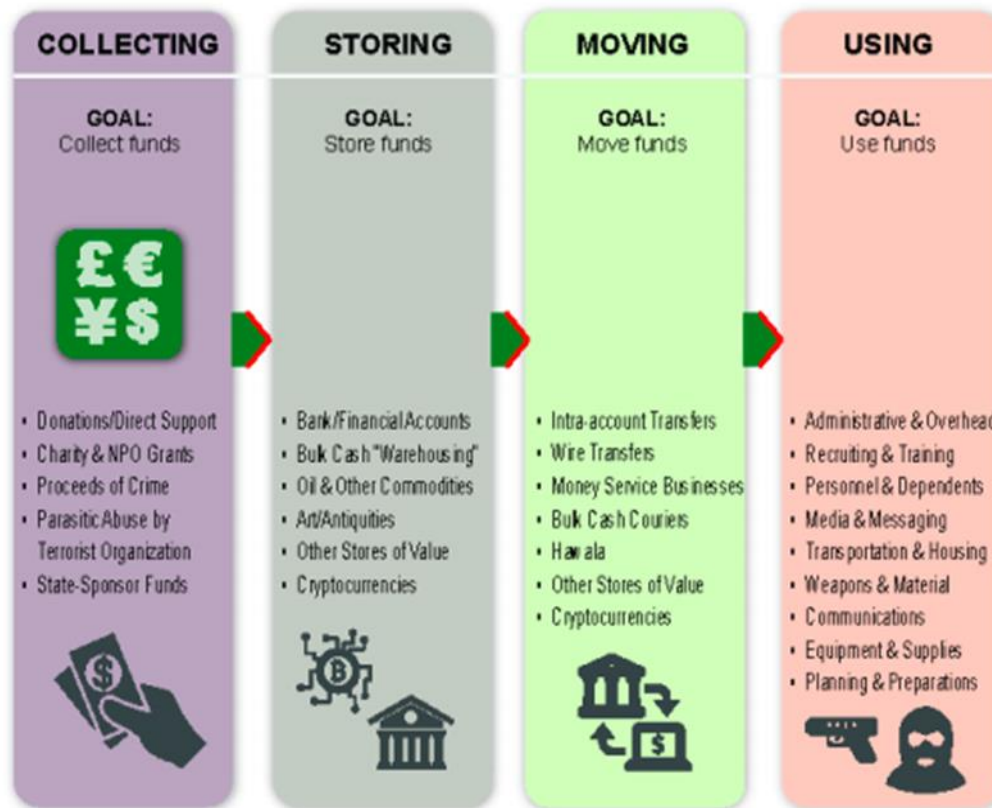 COLLECTING
GOAL:
Collect funds
£ €
¥ $
• Donations/Direct Support
• Charity & NPO Grants
• Proceeds of Crime
• Parasitic Abuse by
Terrorist Organization
• State-Sponsor Funds
$
STORING
GOAL:
Store funds
• Bank/Financial Accounts
• Bulk Cash "Warehousing"
• Oil & Other Commodities
• Art/Antiquities
• Other Stores of Value
• Cryptocurrencies
B
MOVING
GOAL:
Move funds
• Intra-account Transfers
• Wire Transfers
• Money Service Businesses
• Bulk Cash Couriers
• Hawala
• Other Stores of Value
• Cryptocurrencies
$
USING
GOAL:
Use funds
• Administrative & Overhead
• Recruiting & Training
• Personnel & Dependents
• Media & Messaging
• Transportation & Housing
• Weapons & Material
• Communications
• Equipment & Supplies
• Planning & Preparations